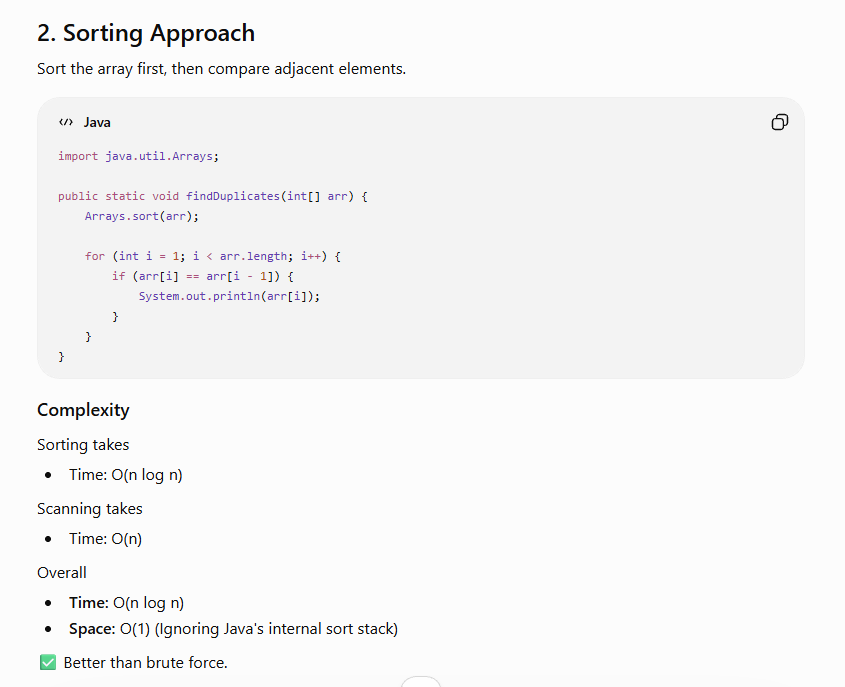 2. Sorting Approach
Sort the array first, then compare adjacent elements.
</> Java
import java.util.Arrays;
public static void findDuplicates(int[] arr) {
    Arrays.sort(arr);
    for (int i = 1; i < arr.length; i++) {
        if (arr[i] == arr[i - 1]) {
            System.out.println(arr[i]);
        }
    }
}
Complexity
Sorting takes
• Time: O(n log n)
Scanning takes
• Time: O(n)
Overall
• Time: O(n log n)
• Space: O(1) (Ignoring Java's internal sort stack)
✅ Better than brute force.